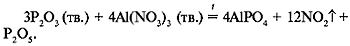 3P₂O₃ (тв.) + 4Al(NO₃)₃ (тв.) =ᵗ 4AlPO₄ + 12NO₂↑ +
P₂O₅.